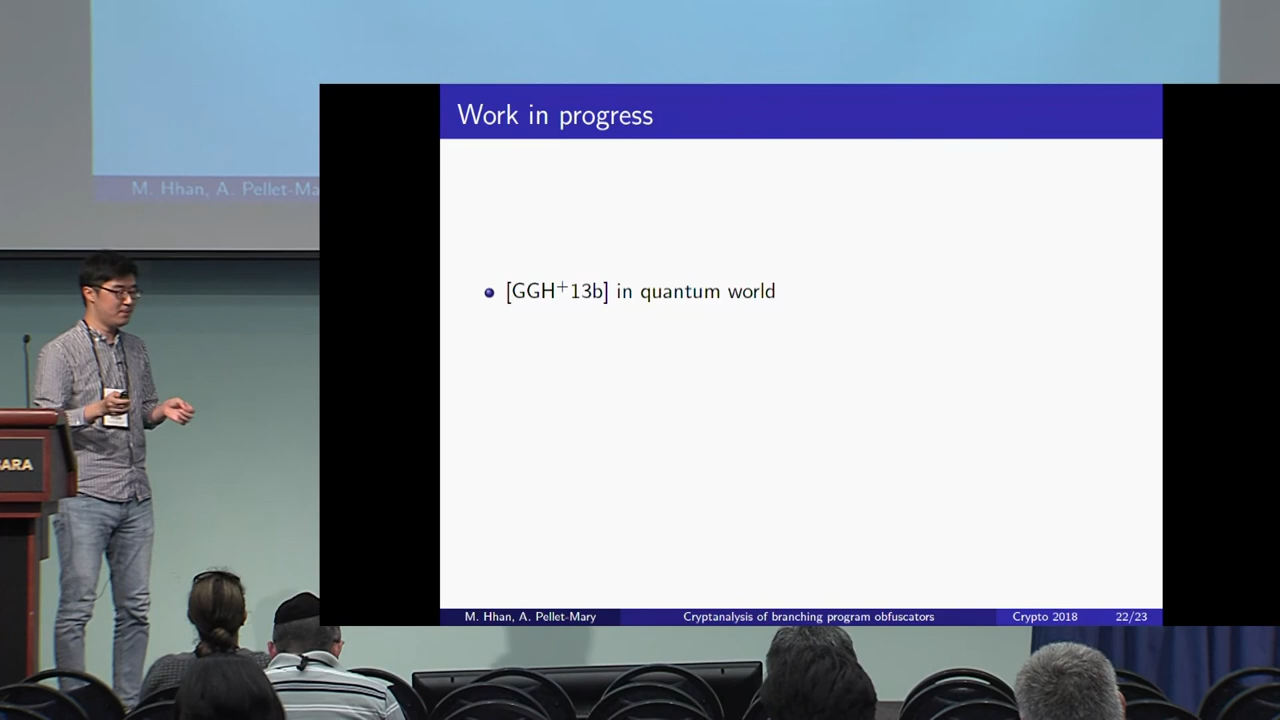 M. Hhan, A. Pellet-Ma
Work in progress
[GGH+13b] in quantum world
ARA
M. Hhan, A. Pellet-Mary
Cryptanalysis of branching program obfuscators
Crypto 2018
22/23